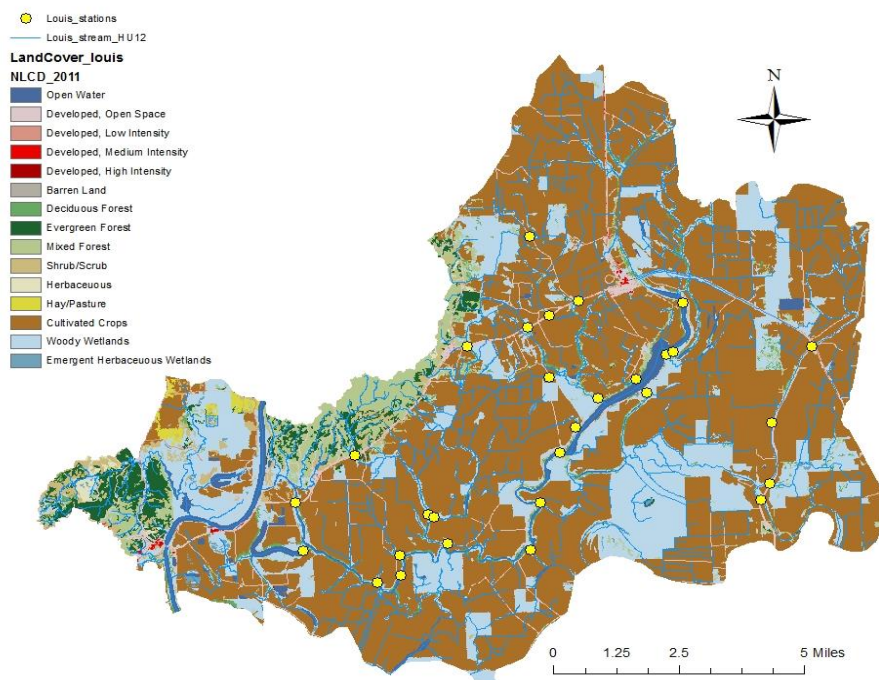 Louis_stations
Louis_stream_HU12
LandCover_louis
NLCD_2011
Open Water
Developed, Open Space
Developed, Low Intensity
Developed, Medium Intensity
Developed, High Intensity
Barren Land
Deciduous Forest
Evergreen Forest
Mixed Forest
Shrub/Scrub
Herbaceuous
Hay/Pasture
Cultivated Crops
Woody Wetlands
Emergent Herbaceuous Wetlands
N
0 1.25 2.5 5 Miles